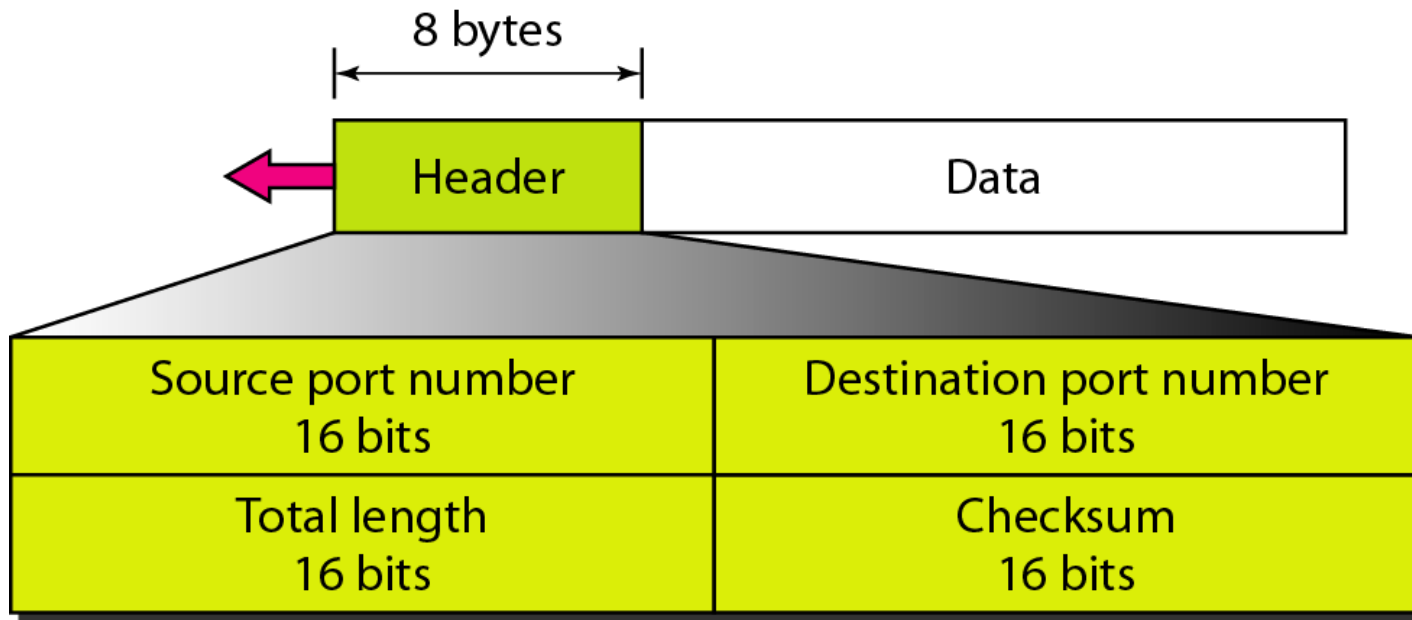 8 bytes
Header
Data
Source port number
16 bits
Destination port number
16 bits
Total length
16 bits
Checksum
16 bits